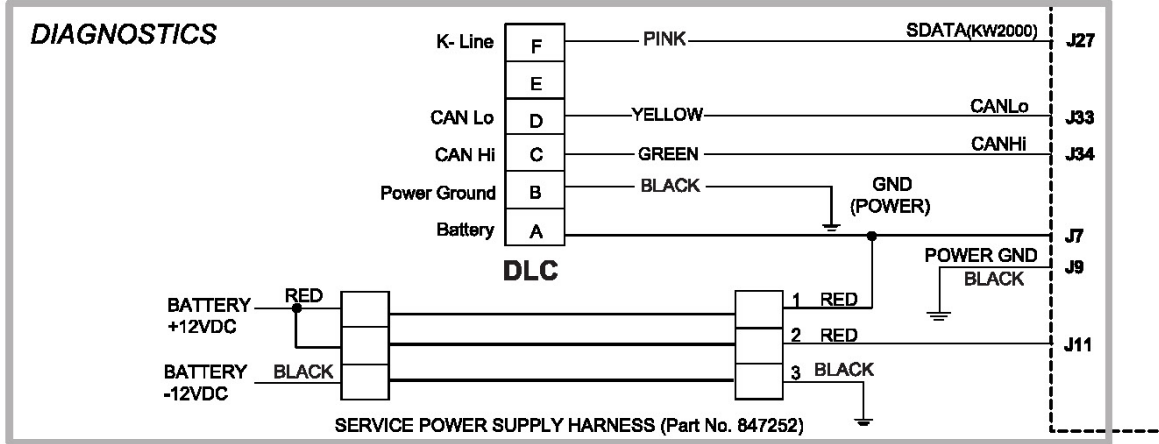 DIAGNOSTICS
K- Line F PINK SDATA(KW2000) J27
E
CAN Lo D YELLOW CANLo J33
CAN Hi C GREEN CANHi J34
Power Ground B BLACK GND
(POWER)
Battery A J7
DLC
POWER GND J9
BLACK
BATTERY RED 1 RED
+12VDC
2 RED J11
BATTERY BLACK 3 BLACK
-12VDC
SERVICE POWER SUPPLY HARNESS (Part No. 847252)